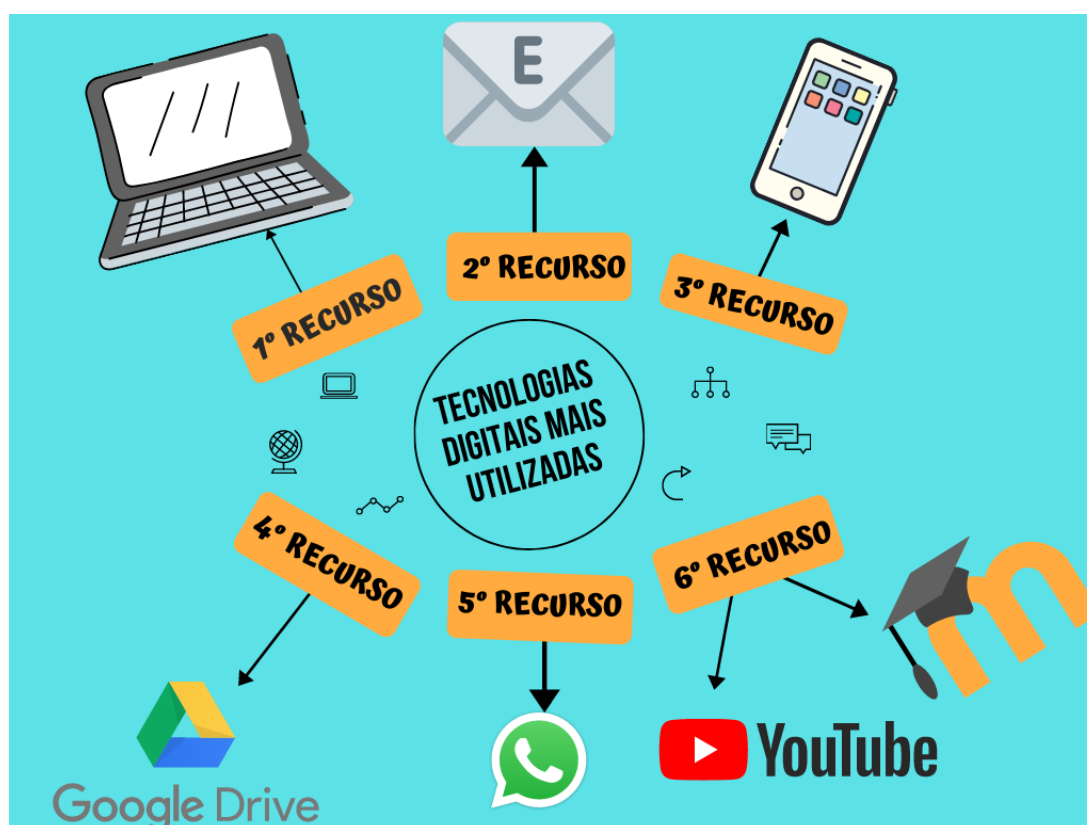 E
1º RECURSO
2º RECURSO
3º RECURSO
TECNOLOGIAS
DIGITAIS MAIS
UTILIZADAS
4º RECURSO
5º RECURSO
6º RECURSO
Google Drive
YouTube
m